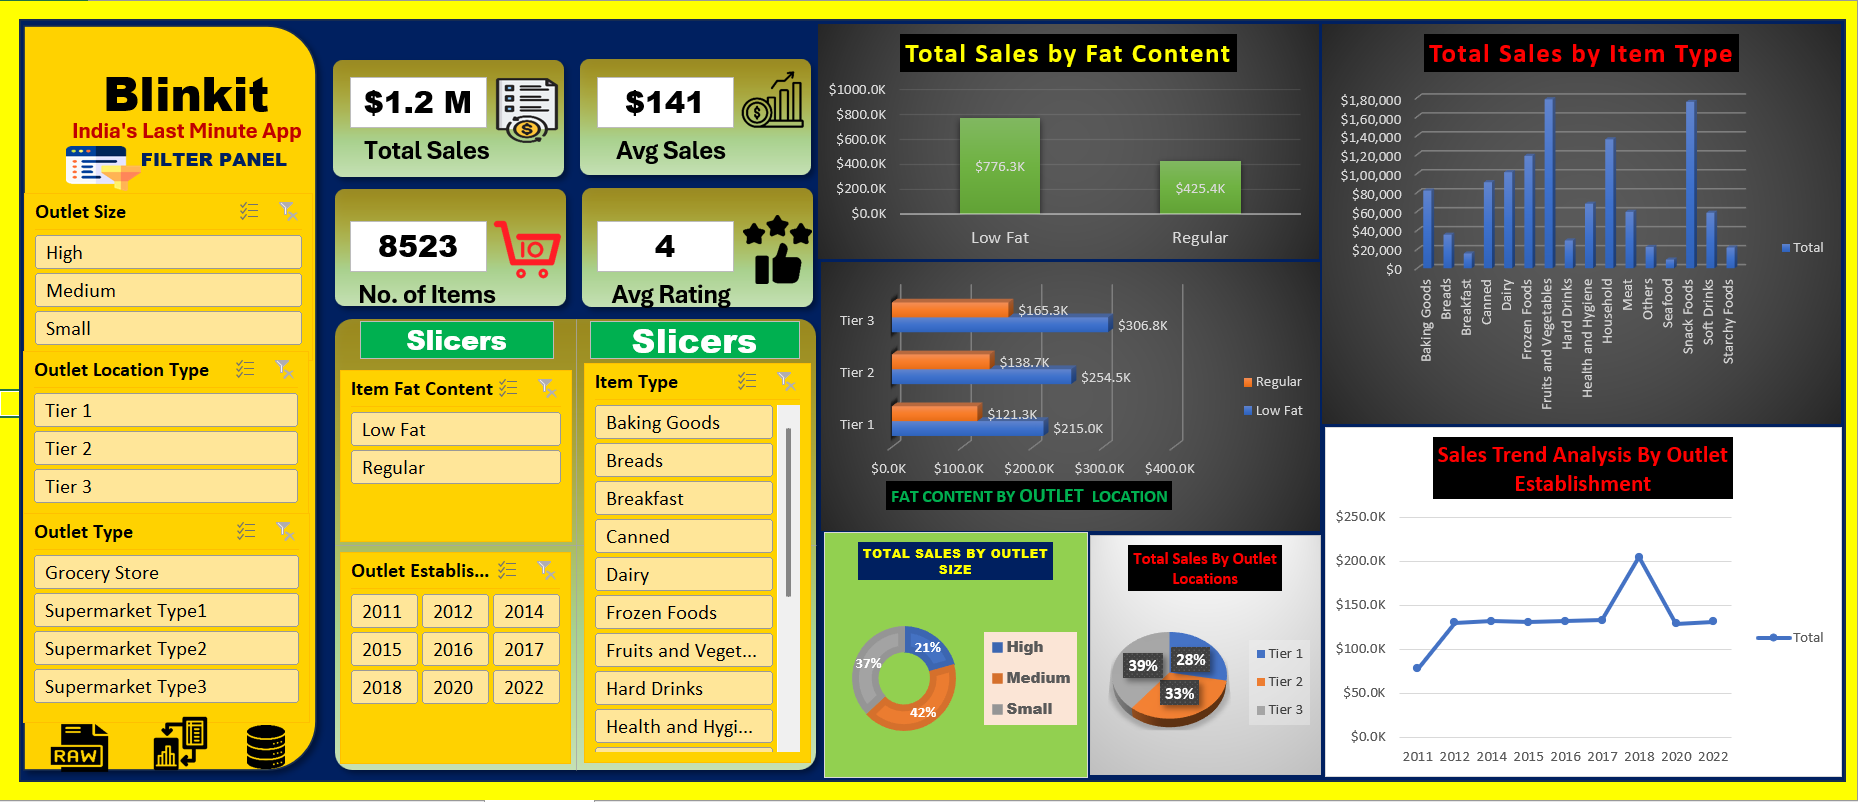 Blinkit
India's Last Minute App
FILTER PANEL
Outlet Size
High
Medium
Small
Outlet Location Type
Tier 1
Tier 2
Tier 3
Outlet Type
Grocery Store
Supermarket Type1
Supermarket Type2
Supermarket Type3
RAW
$1.2 M
Total Sales
$141
Avg Sales
8523
10
No. of Items
4
Avg Rating
Slicers
Item Fat Content
Low Fat
Regular
Outlet Establis...
2011 2012 2014
2015 2016 2017
2018 2020 2022
Slicers
Item Type
Baking Goods
Breads
Breakfast
Canned
Dairy
Frozen Foods
Fruits and Veget...
Hard Drinks
Health and Hygi...
Total Sales by Fat Content
$1000.0K
$800.0K
$600.0K
$400.0K
$200.0K
$0.0K
$776.3K
$425.4K
Low Fat Regular
Tier 3
$165.3K
$306.8K
Tier 2
$138.7K
$254.5K
Tier 1
$121.3K
$215.0K
Regular
Low Fat
$0.0K $100.0K $200.0K $300.0K $400.0K
FAT CONTENT BY OUTLET LOCATION
TOTAL SALES BY OUTLET
SIZE
21%
37%
42%
High
Medium
Small
Total Sales By Outlet
Locations
39%
28%
33%
Tier 1
Tier 2
Tier 3
Total Sales by Item Type
$1,80,000
$1,60,000
$1,40,000
$1,20,000
$1,00,000
$80,000
$60,000
$40,000
$20,000
$0
Total
Baking Goods
Breads
Breakfast
Canned
Dairy
Frozen Foods
Fruits and Vegetables
Hard Drinks
Health and Hygiene
Household
Meat
Others
Seafood
Snack Foods
Soft Drinks
Starchy Foods
Sales Trend Analysis By Outlet
Establishment
$250.0K
$200.0K
$150.0K
$100.0K
$50.0K
$0.0K
Total
2011 2012 2014 2015 2016 2017 2018 2020 2022